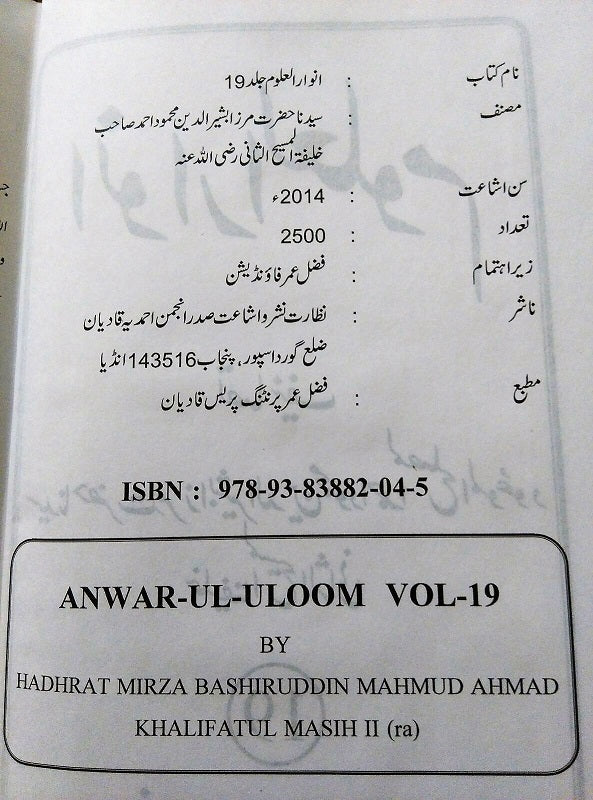 نام کتاب : انوار العلوم جلد 19
مصنف : سیدنا حضرت مرزا بشیر الدین محمود احمد صاحب
خلیفۃ المسیح الثانی رضی اللہ عنہ
سن اشاعت : 2014ء
تعداد : 2500
زیر اہتمام : فضل عمر فاؤنڈیشن
ناشر : نظارت نشر و اشاعت صدر انجمن احمدیہ قادیان
ضلع گورداسپور، پنجاب 143516 انڈیا
مطبع : فضل عمر پرنٹنگ پریس قادیان
ISBN : 978-93-83882-04-5
ANWAR-UL-ULOOM VOL-19
BY
HADHRAT MIRZA BASHIRUDDIN MAHMUD AHMAD
KHALIFATUL MASIH II (ra)